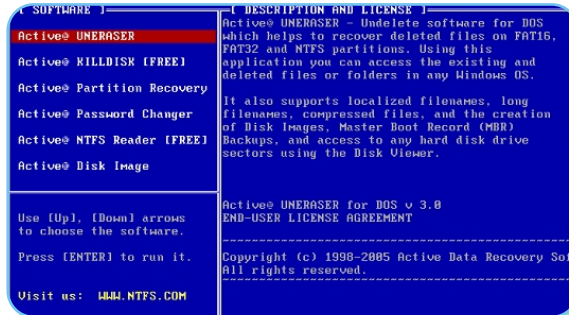 [ SOFTWARE ]
Active@ UNERASER
Active@ KILLDISK [FREE]
Active@ Partition Recovery
Active@ Password Changer
Active@ NTFS Reader [FREE]
Active@ Disk Image
Use [Up], [Down] arrows
to choose the software.
Press [ENTER] to run it.
Visit us: WWW.NTFS.COM
[ DESCRIPTION AND LICENSE ]
Active@ UNERASER - Undelete software for DOS
which helps to recover deleted files on FAT16,
FAT32 and NTFS partitions. Using this
application you can access the existing and
deleted files or folders in any Windows OS.
It also supports localized filenames, long
filenames, compressed files, and the creation
of Disk Images, Master Boot Record (MBR)
Backups, and access to any hard disk drive
sectors using the Disk Viewer.
Active@ UNERASER for DOS v 3.0
END-USER LICENSE AGREEMENT
Copyright (c) 1998-2005 Active Data Recovery Sof
All rights reserved.